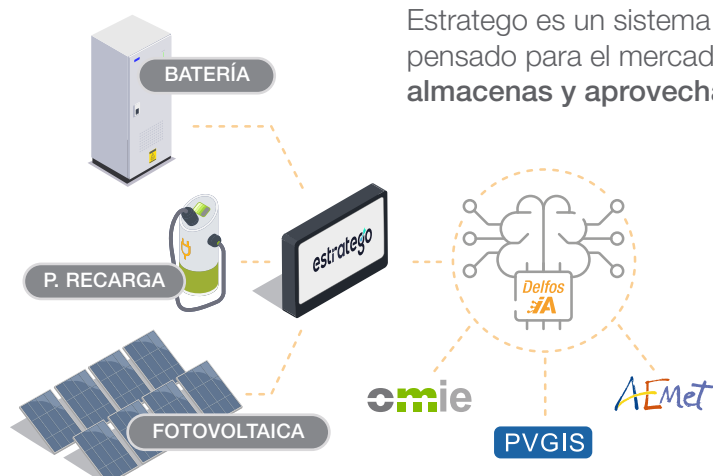 Estratego es un sistema
pensado para el mercad
almacenas y aprovecha
BATERÍA
P. RECARGA
estratego
Delfos
iA
FOTOVOLTAICA
omie
AEMet
PVGIS